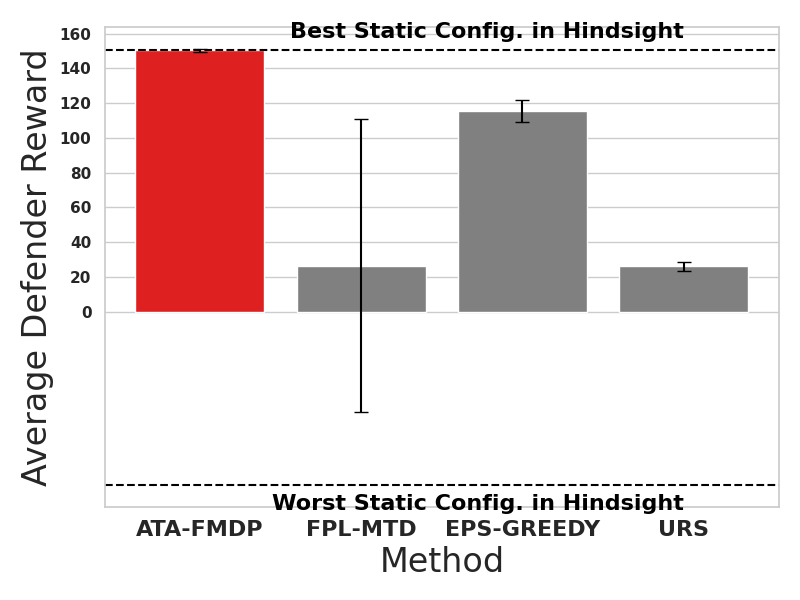 Best Static Config. in Hindsight
160
140
120
100
80
60
40
20
0
Average Defender Reward
Worst Static Config. in Hindsight
ATA-FMDP FPL-MTD EPS-GREEDY URS
Method